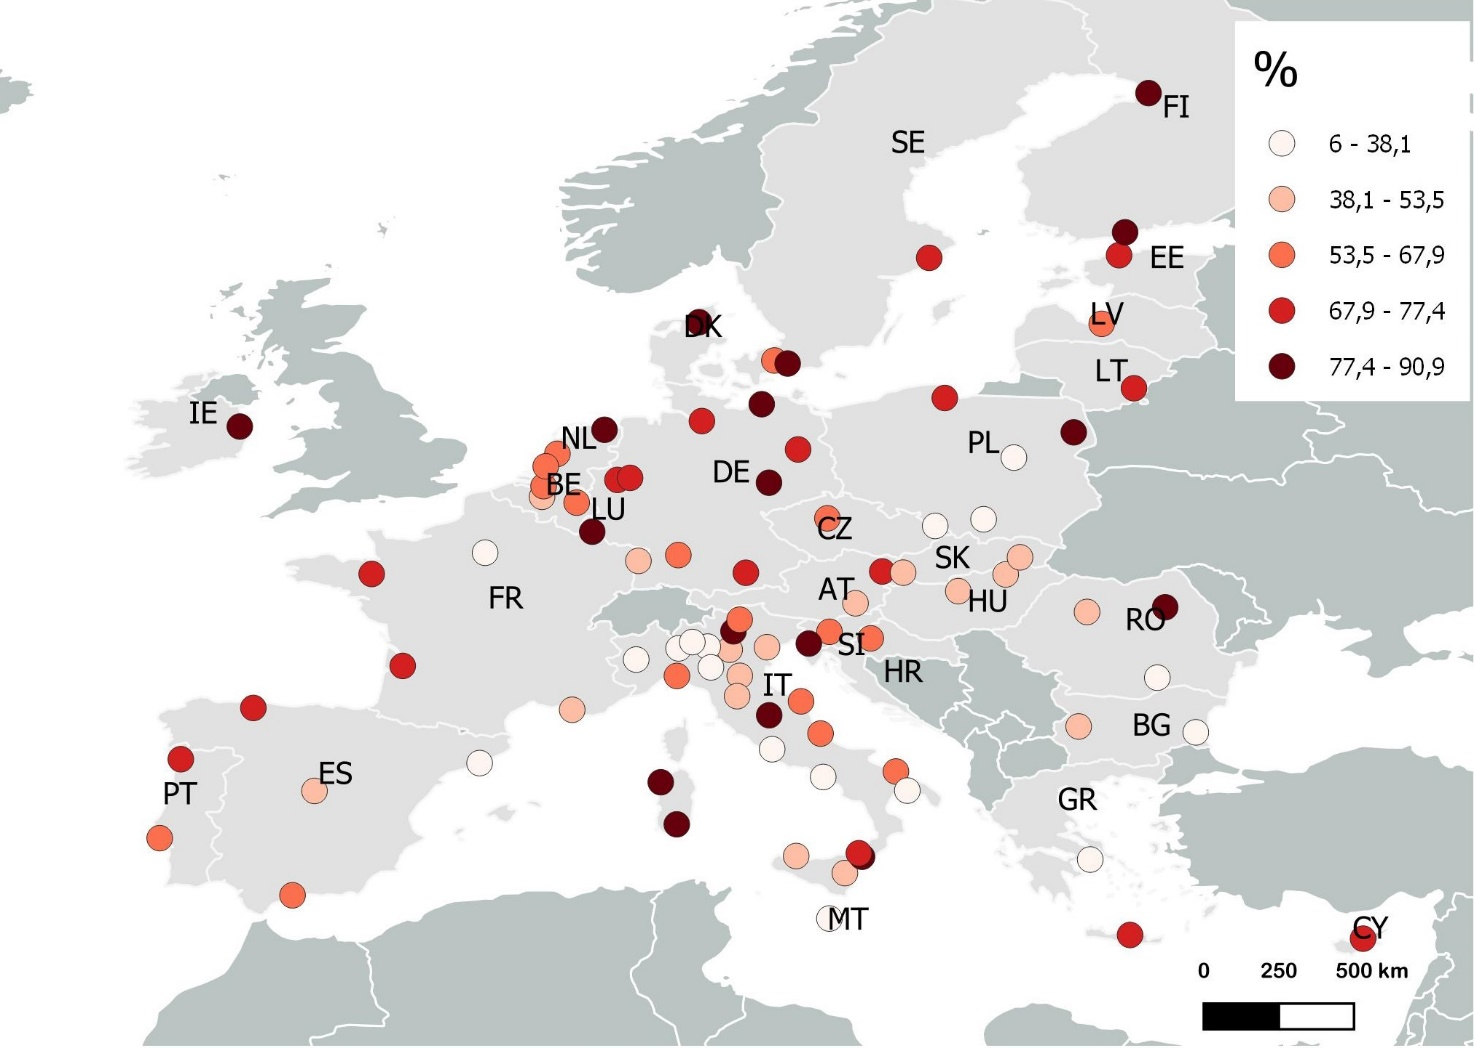 %
6 - 38,1
38,1 - 53,5
53,5 - 67,9
67,9 - 77,4
77,4 - 90,9
FI
SE
EE
LV
DK
LT
IE
NL
PL
DE
BE
LU
CZ
SK
AT
FR
HU
RO
SI
HR
IT
BG
ES
PT
GR
MT
CY
0 250 500 km